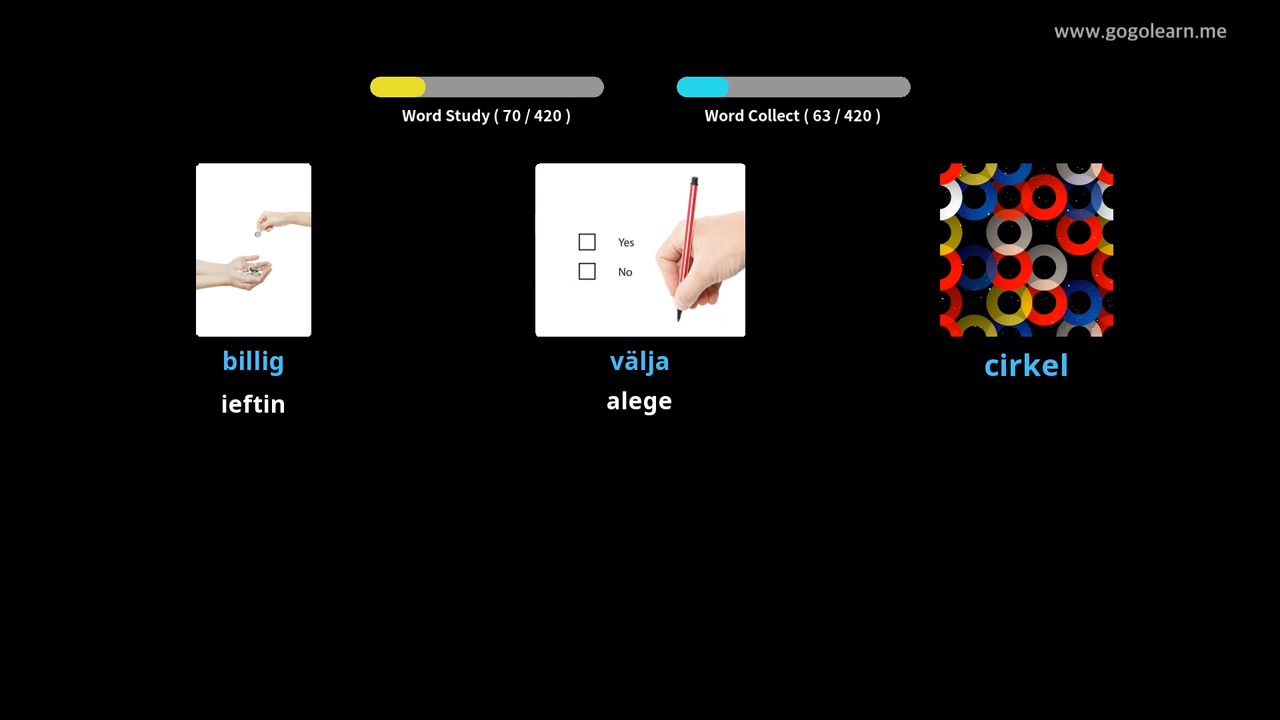 www.gogolearn.me
Word Study ( 70 / 420 )
Word Collect ( 63 / 420 )
Yes
No
billig
ieftin
välja
alege
cirkel